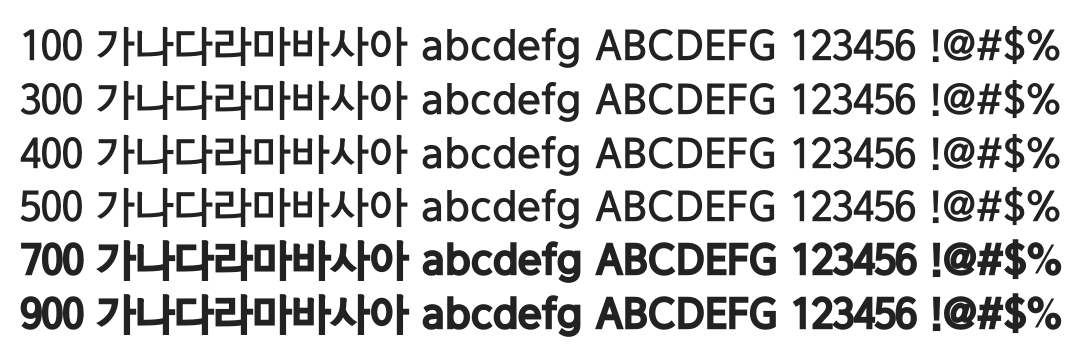 100 가나다라마바사아 abcdefg ABCDEFG 123456 !@#$%
300 가나다라마바사아 abcdefg ABCDEFG 123456 !@#$%
400 가나다라마바사아 abcdefg ABCDEFG 123456 !@#$%
500 가나다라마바사아 abcdefg ABCDEFG 123456 !@#$%
700 가나다라마바사아 abcdefg ABCDEFG 123456 !@#$%
900 가나다라마바사아 abcdefg ABCDEFG 123456 !@#$%